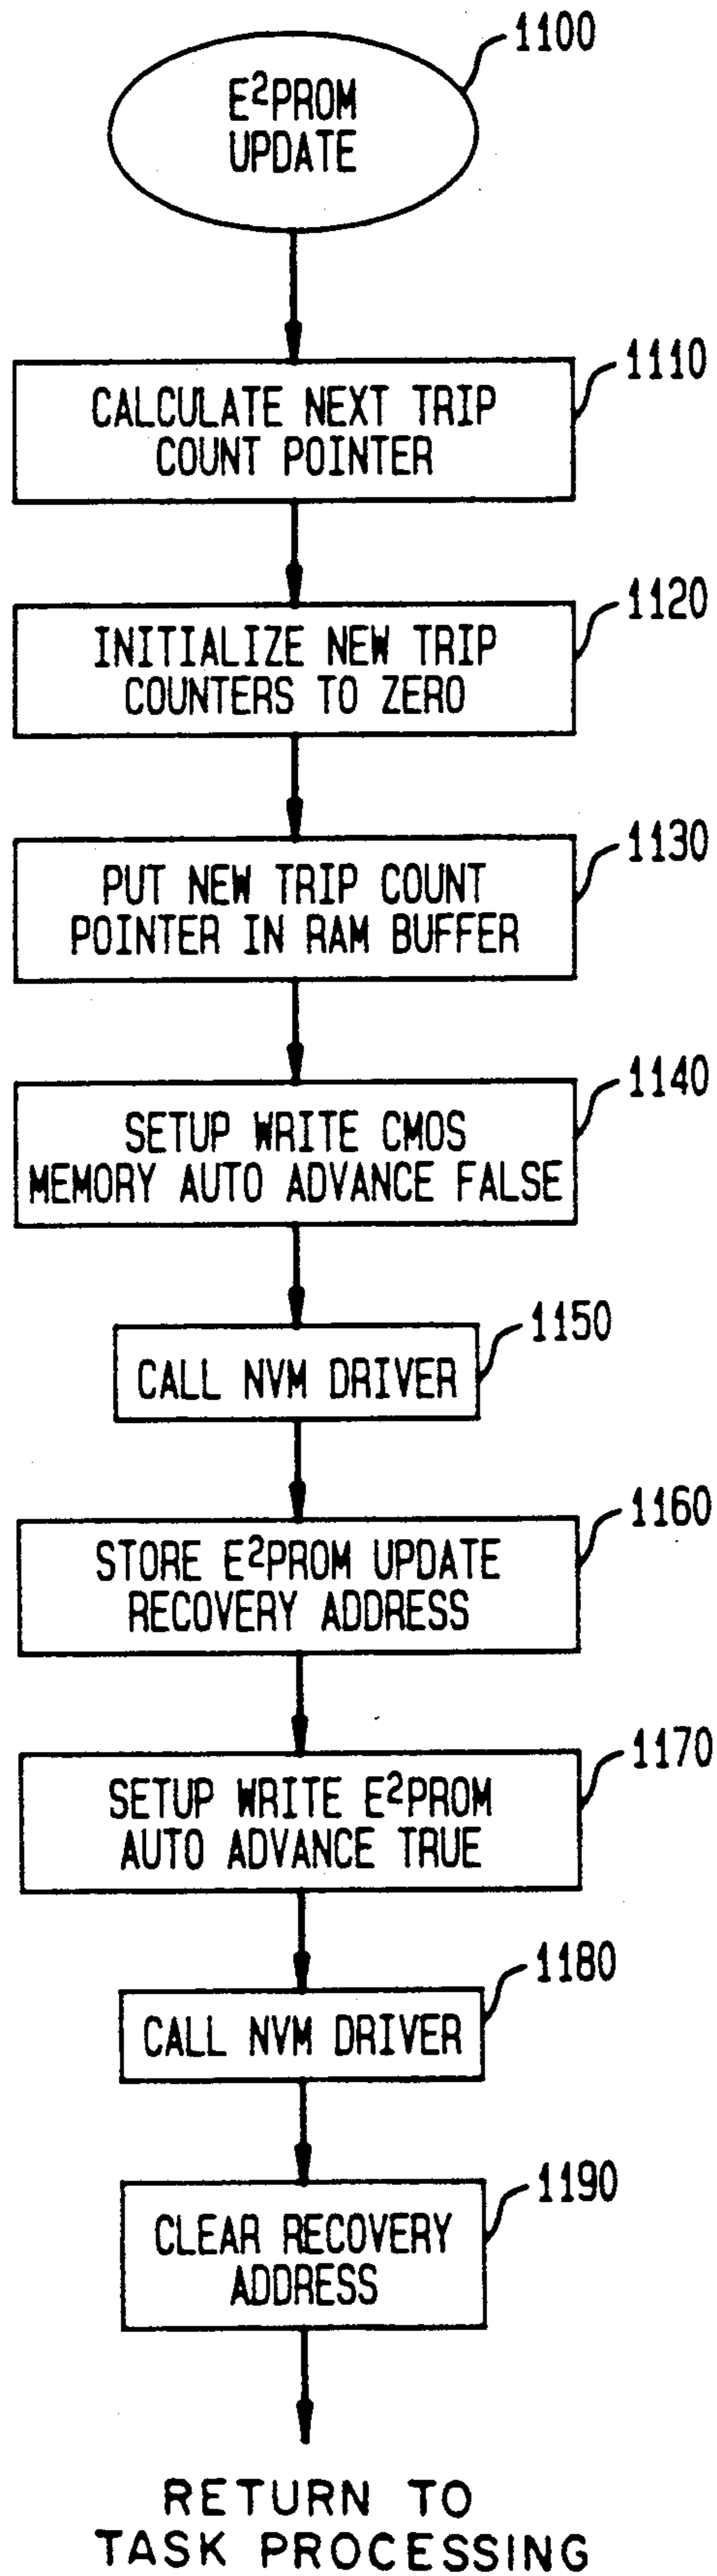 1100
E²PROM
UPDATE
1110
CALCULATE NEXT TRIP
COUNT POINTER
1120
INITIALIZE NEW TRIP
COUNTERS TO ZERO
1130
PUT NEW TRIP COUNT
POINTER IN RAM BUFFER
1140
SETUP WRITE CMOS
MEMORY AUTO ADVANCE FALSE
1150
CALL NVM DRIVER
1160
STORE E²PROM UPDATE
RECOVERY ADDRESS
1170
SETUP WRITE E²PROM
AUTO ADVANCE TRUE
1180
CALL NVM DRIVER
1190
CLEAR RECOVERY
ADDRESS
RETURN TO
TASK PROCESSING